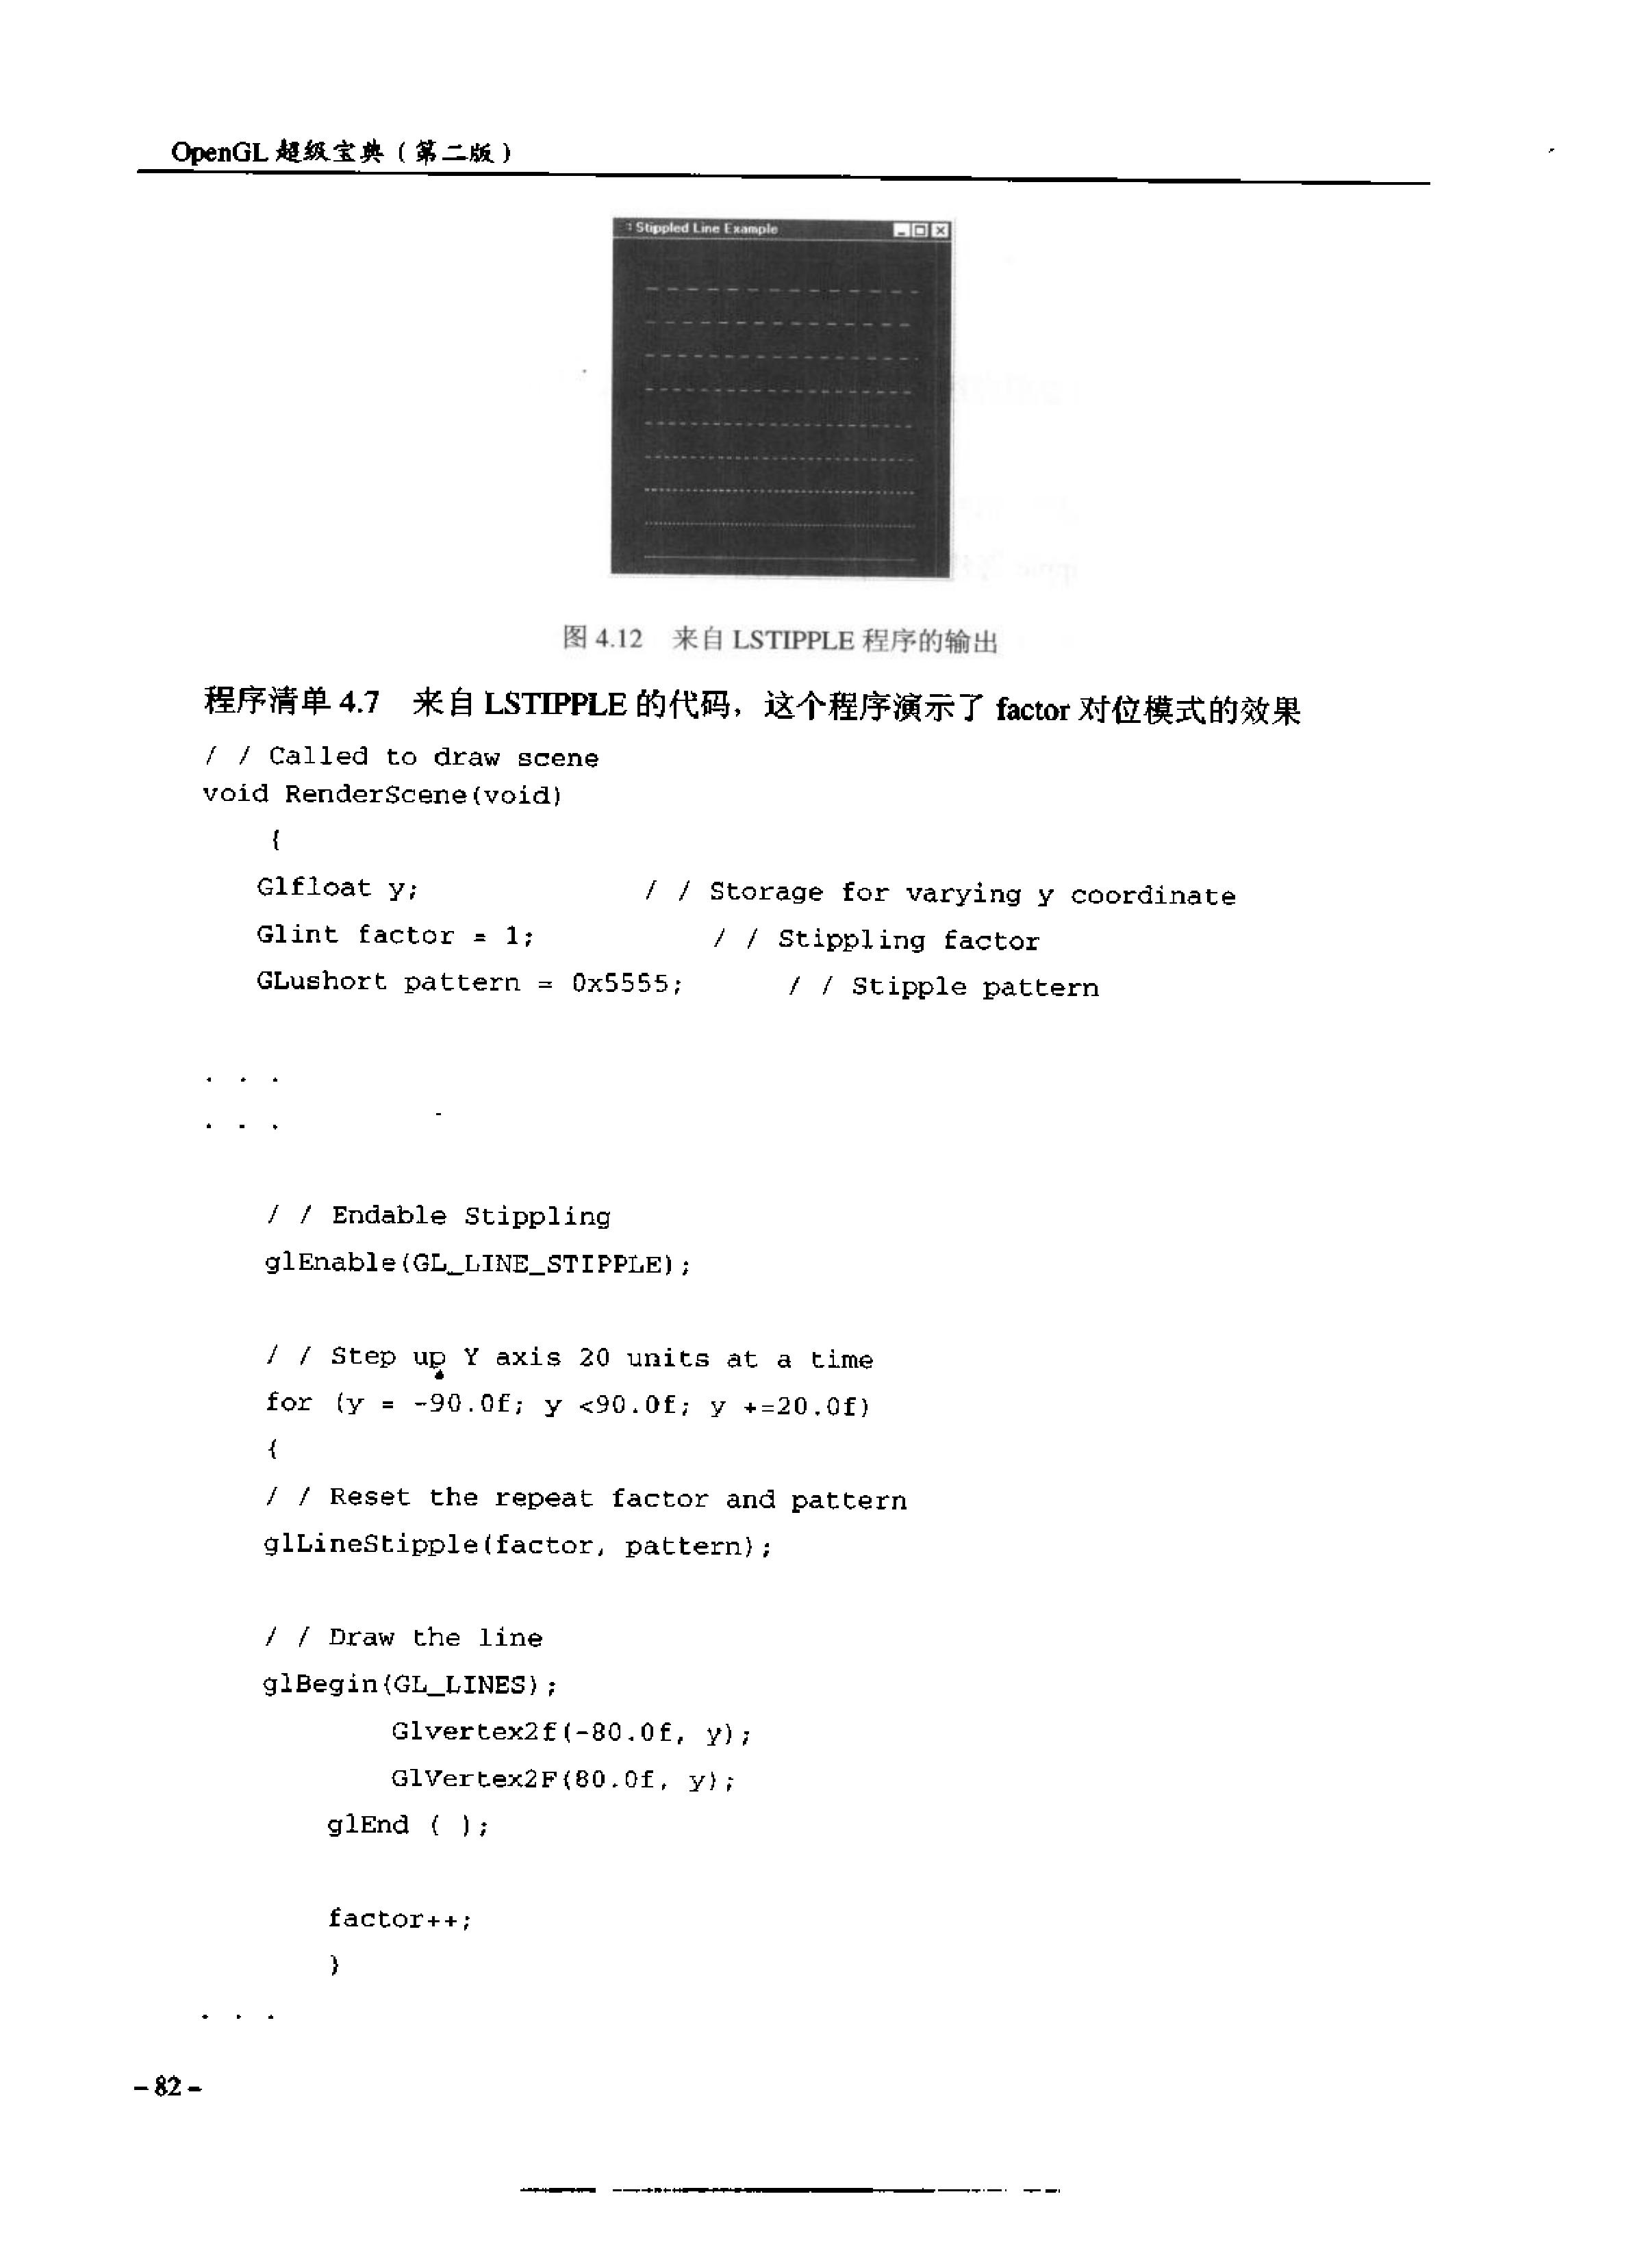 OpenGL 超级宝典（第二版）
Stippled Line Example
图 4.12 来自 LSTIPPLE 程序的输出
程序清单 4.7 来自 LSTIPPLE 的代码，这个程序演示了 factor 对位模式的效果
/ / Called to draw scene
void RenderScene(void)
{
Glfloat y; / / Storage for varying y coordinate
Glint factor = 1; / / Stippling factor
GLushort pattern = 0x5555; / / Stipple pattern
. . .
. . .
/ / Endable Stippling
glEnable(GL_LINE_STIPPLE);
/ / Step up Y axis 20 units at a time
for (y = -90.0f; y <90.0f; y +=20.0f)
{
/ / Reset the repeat factor and pattern
glLineStipple(factor, pattern);
/ / Draw the line
glBegin(GL_LINES);
Glvertex2f(-80.0f, y);
GlVertex2F(80.0f, y);
glEnd ( );
factor++;
}
. . .
- 82 -